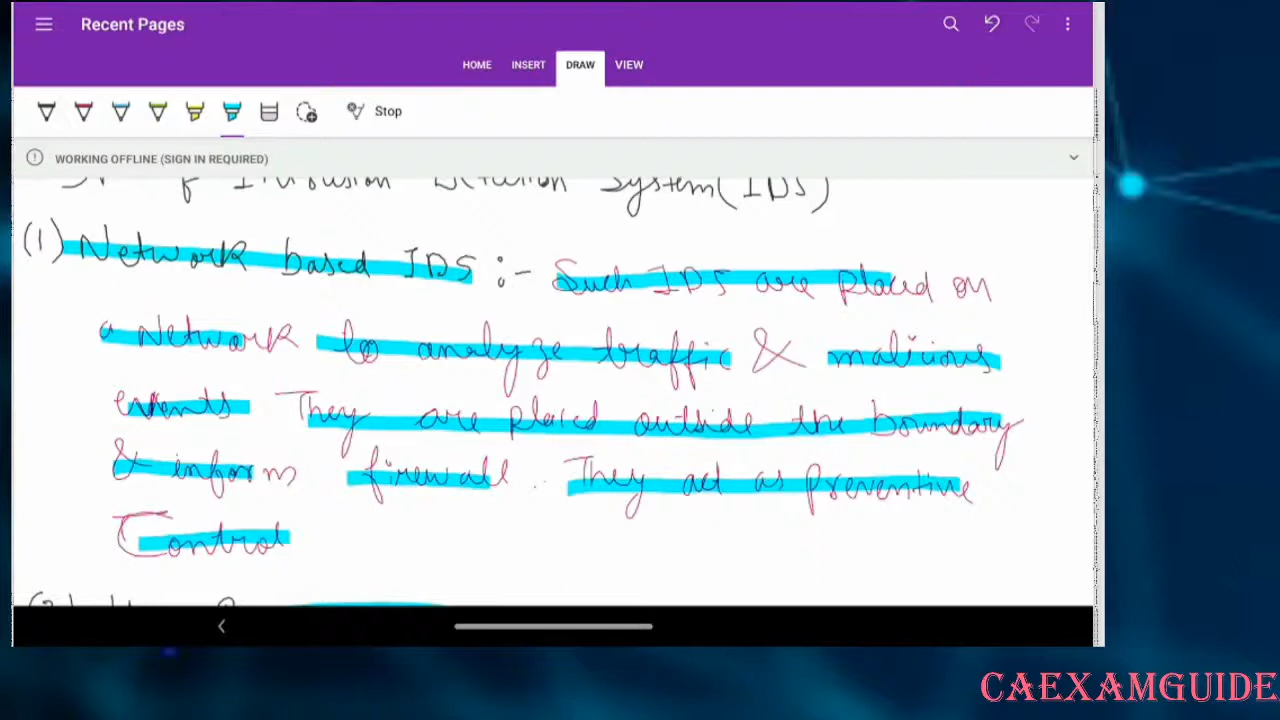 Recent Pages
HOME INSERT DRAW VIEW
Stop
WORKING OFFLINE (SIGN IN REQUIRED)
of Intrusion Detection System (IDS)
(1) Network based IDS :- Such IDS are placed on
a Network to analyze traffic & malicious
events They are placed outside the boundary
& inform firewall. They act as preventive
Control
CAEXAMGUIDE